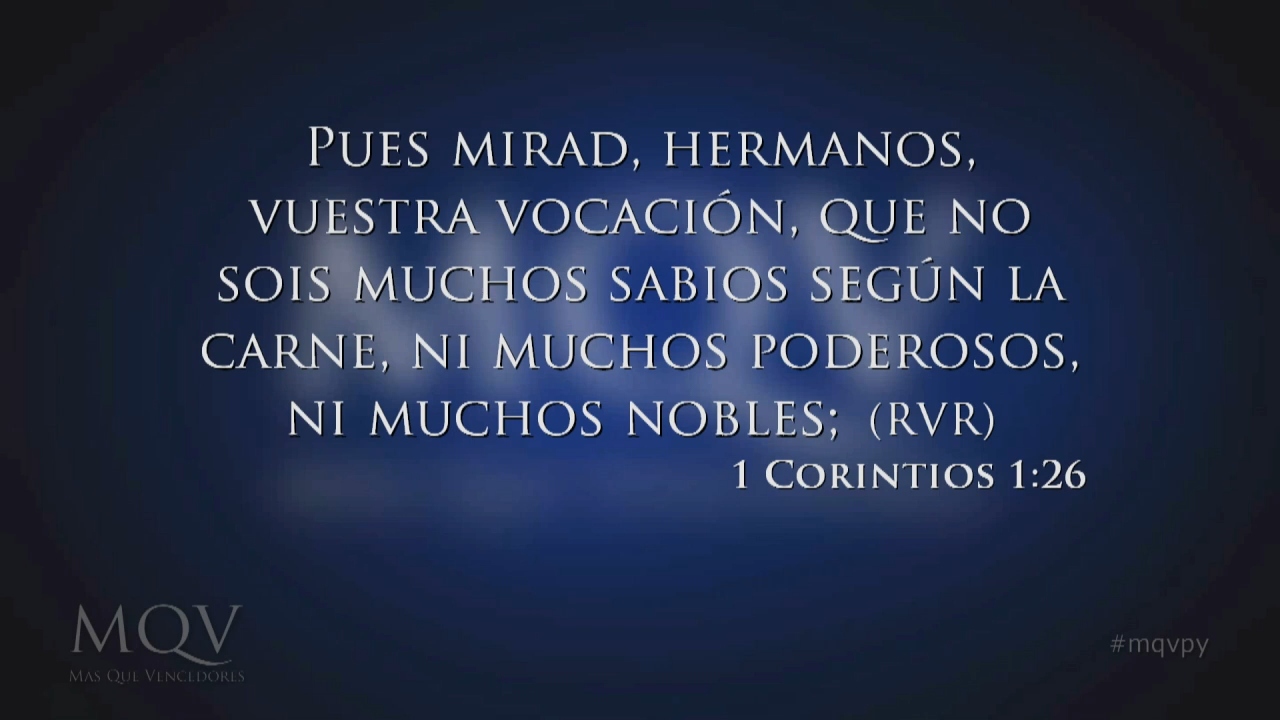 Pues mirad, hermanos,
vuestra vocación, que no
sois muchos sabios según la
carne, ni muchos poderosos,
ni muchos nobles; (RVR)
1 Corintios 1:26
MQV
Mas Que Vencedores
#mqvpy